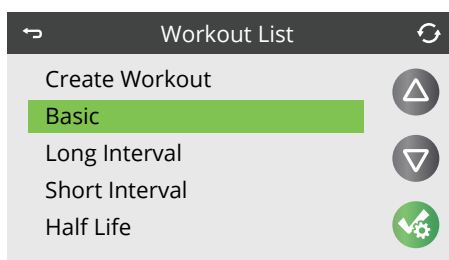 Workout List
Create Workout
Basic
Long Interval
Short Interval
Half Life